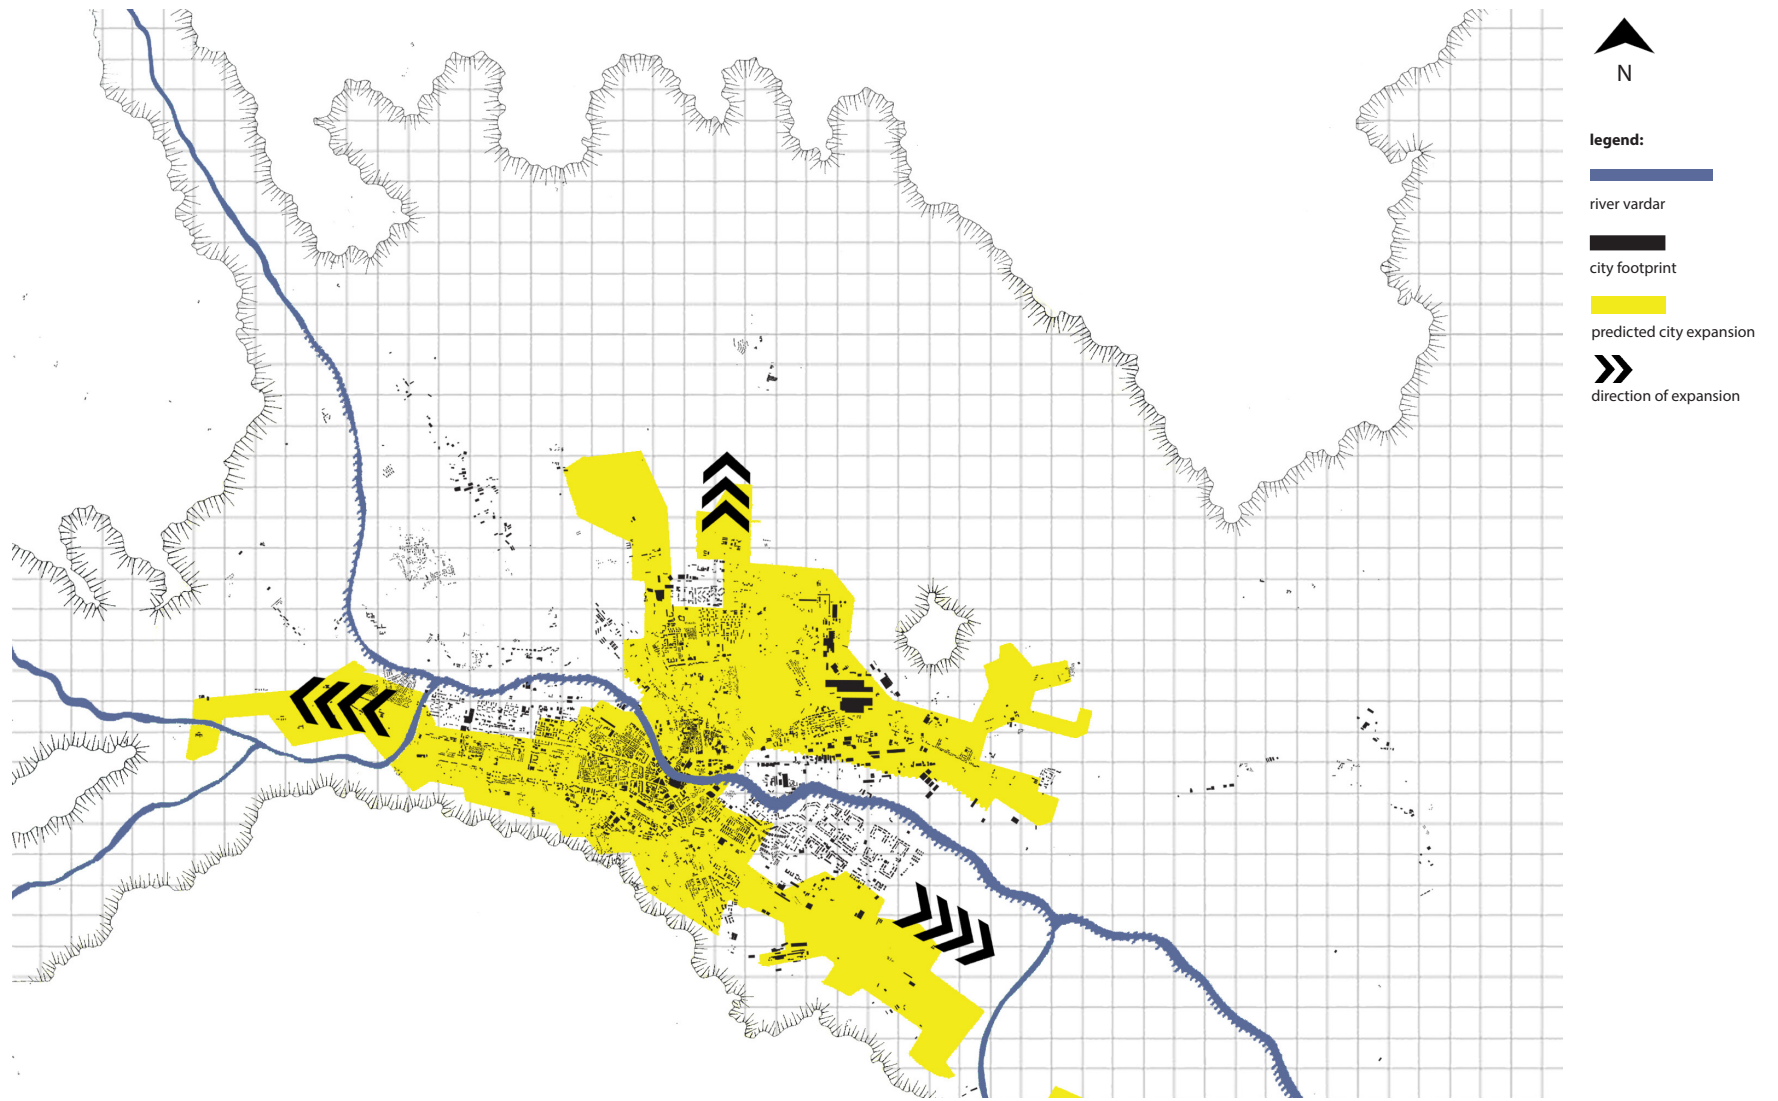 N
legend:
river vardar
city footprint
predicted city expansion
direction of expansion